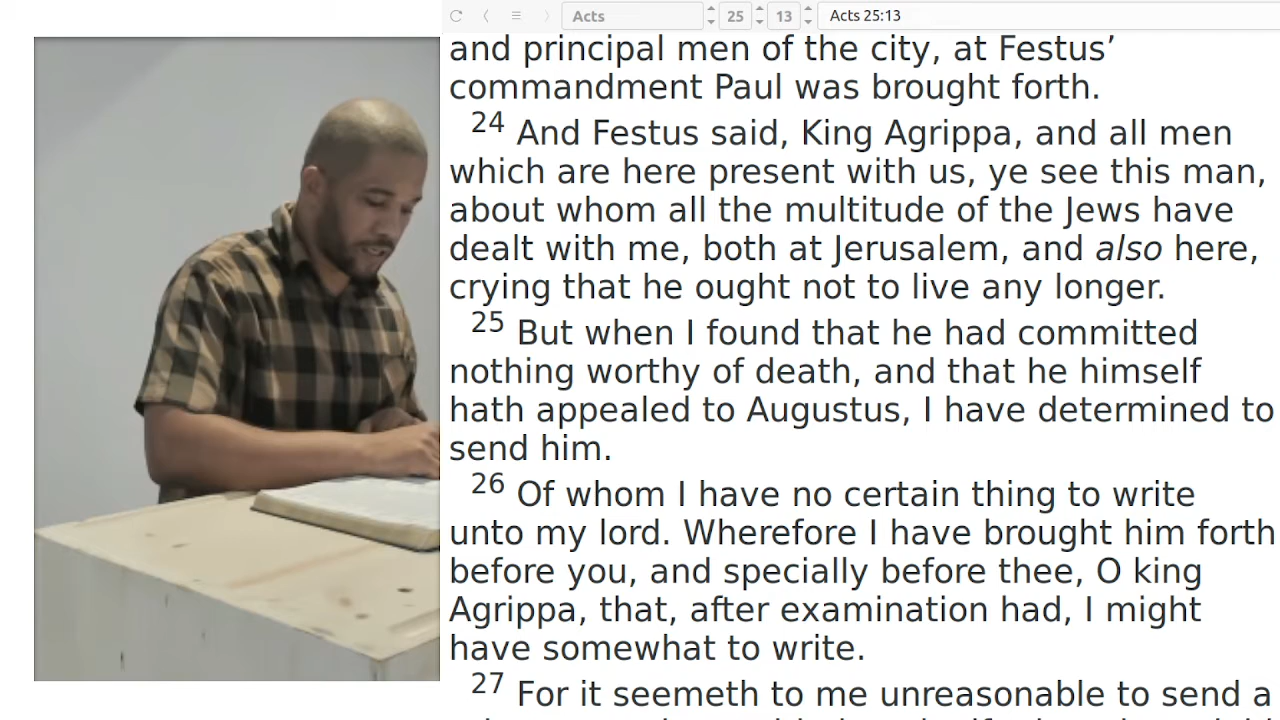 Acts 25 13 Acts 25:13
and principal men of the city, at Festus’
commandment Paul was brought forth.
24 And Festus said, King Agrippa, and all men
which are here present with us, ye see this man,
about whom all the multitude of the Jews have
dealt with me, both at Jerusalem, and also here,
crying that he ought not to live any longer.
25 But when I found that he had committed
nothing worthy of death, and that he himself
hath appealed to Augustus, I have determined to
send him.
26 Of whom I have no certain thing to write
unto my lord. Wherefore I have brought him forth
before you, and specially before thee, O king
Agrippa, that, after examination had, I might
have somewhat to write.
27 For it seemeth to me unreasonable to send a